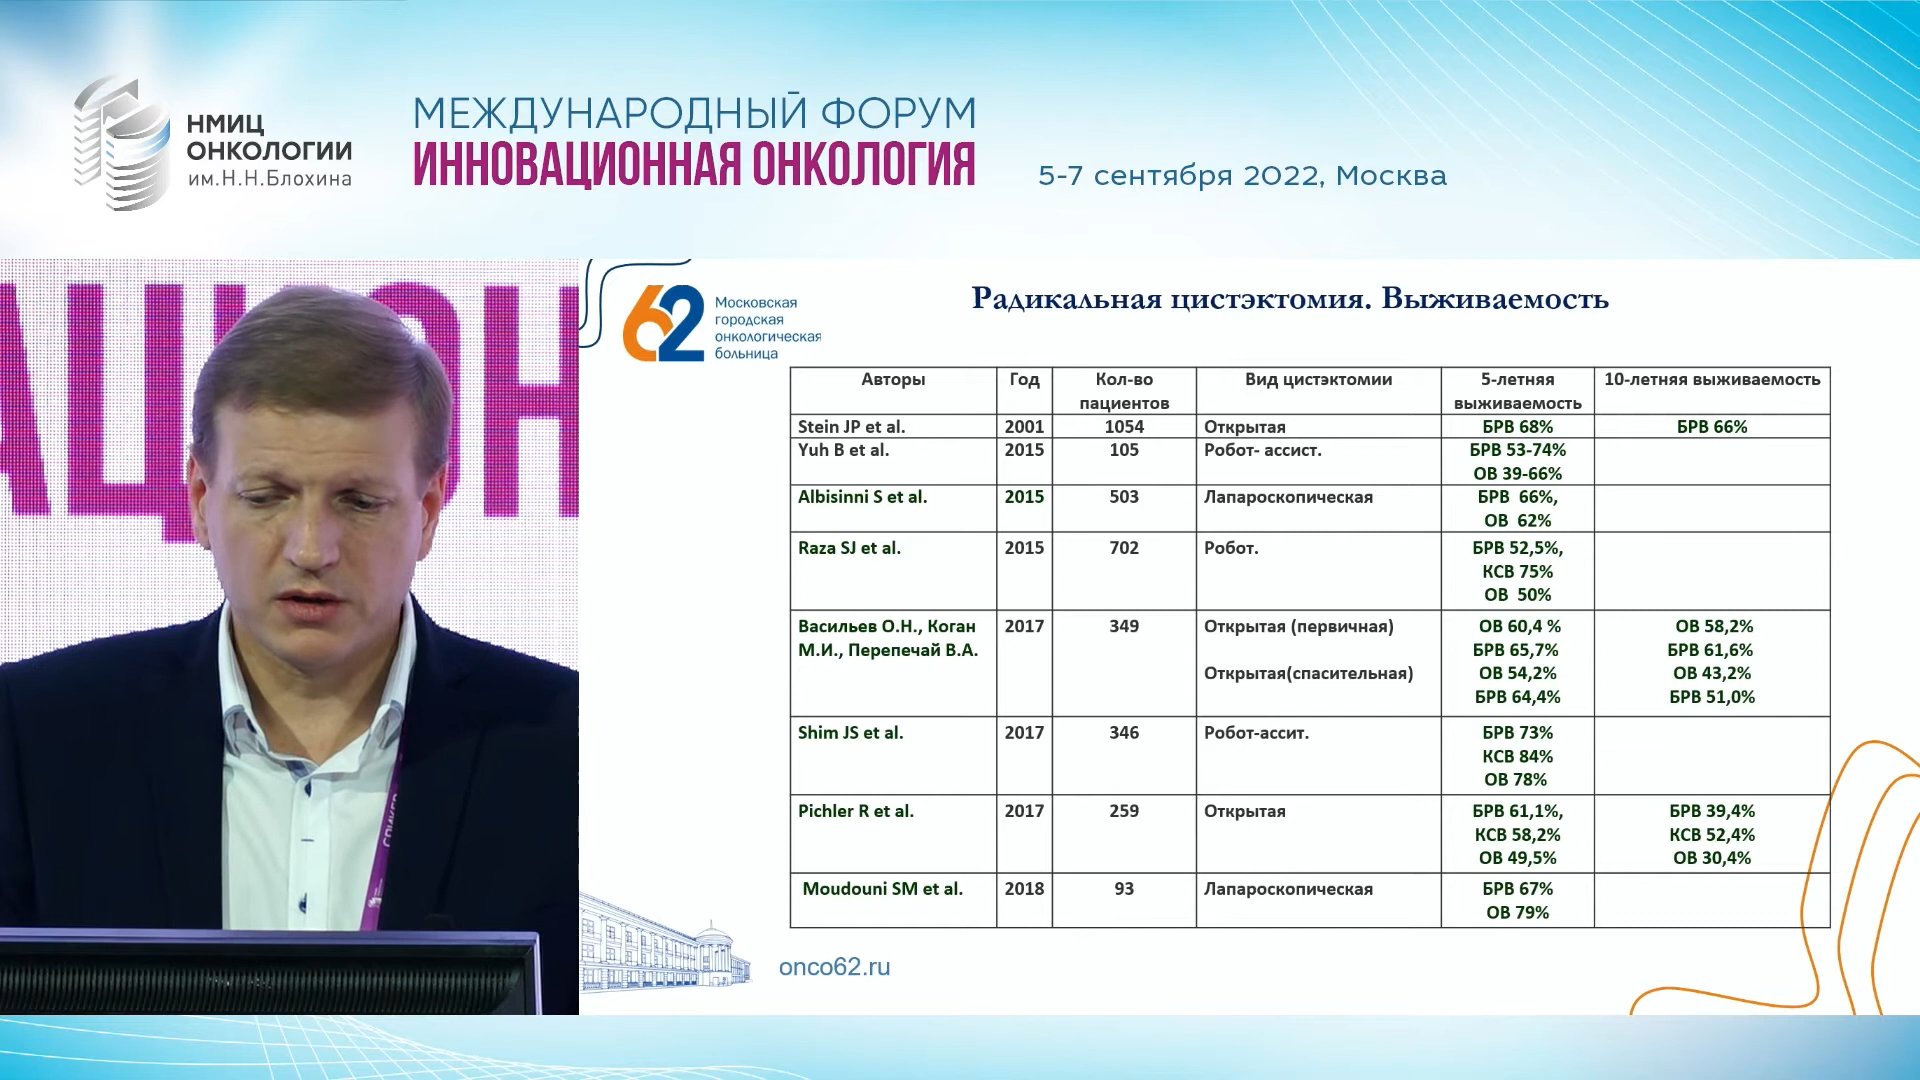 НМИЦ
ОНКОЛОГИИ
им.Н.Н.Блохина
МЕЖДУНАРОДНЫЙ ФОРУМ
ИННОВАЦИОННАЯ ОНКОЛОГИЯ
5-7 сентября 2022, Москва
АЦИОН
АЦИОН
СПИКЕР
62
Московская
городская
онкологическая
больница
Радикальная цистэктомия. Выживаемость
Авторы Год Кол-во пациентов Вид цистэктомии 5-летняя выживаемость 10-летняя выживаемость
Stein JP et al. 2001 1054 Открытая БРВ 68% БРВ 66%
Yuh B et al. 2015 105 Робот- ассист. БРВ 53-74%
ОВ 39-66%
Albisinni S et al. 2015 503 Лапароскопическая БРВ 66%,
ОВ 62%
Raza SJ et al. 2015 702 Робот. БРВ 52,5%,
КСВ 75%
ОВ 50%
Васильев О.Н., Коган 2017 349 Открытая (первичная) ОВ 60,4 % ОВ 58,2%
М.И., Перепечай В.А. БРВ 65,7% БРВ 61,6%
Открытая(спасительная) ОВ 54,2% ОВ 43,2%
БРВ 64,4% БРВ 51,0%
Shim JS et al. 2017 346 Робот-ассит. БРВ 73%
КСВ 84%
ОВ 78%
Pichler R et al. 2017 259 Открытая БРВ 61,1%, БРВ 39,4%
КСВ 58,2% КСВ 52,4%
ОВ 49,5% ОВ 30,4%
Moudouni SM et al. 2018 93 Лапароскопическая БРВ 67%
ОВ 79%
onco62.ru